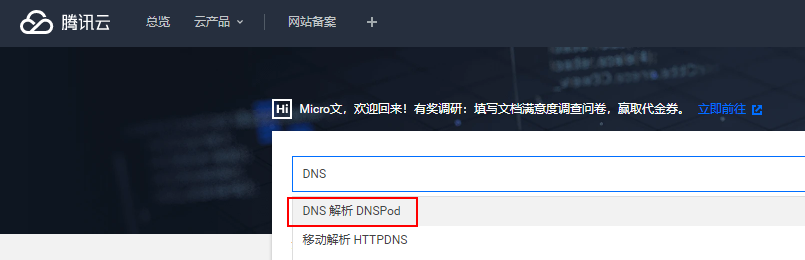 腾讯云 总览 云产品 网站备案 +
Hi Micro文，欢迎回来！有奖调研：填写文档满意度调查问卷，赢取代金券。 立即前往
DNS
DNS 解析 DNSPod
移动解析 HTTPDNS